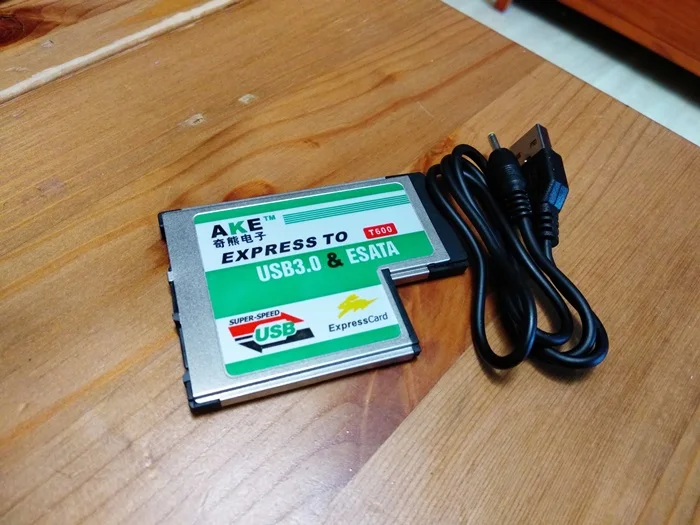 AKE™
奇熊电子
EXPRESS TO
T600
USB3.0 & ESATA
SUPER-SPEED
USB
ExpressCard